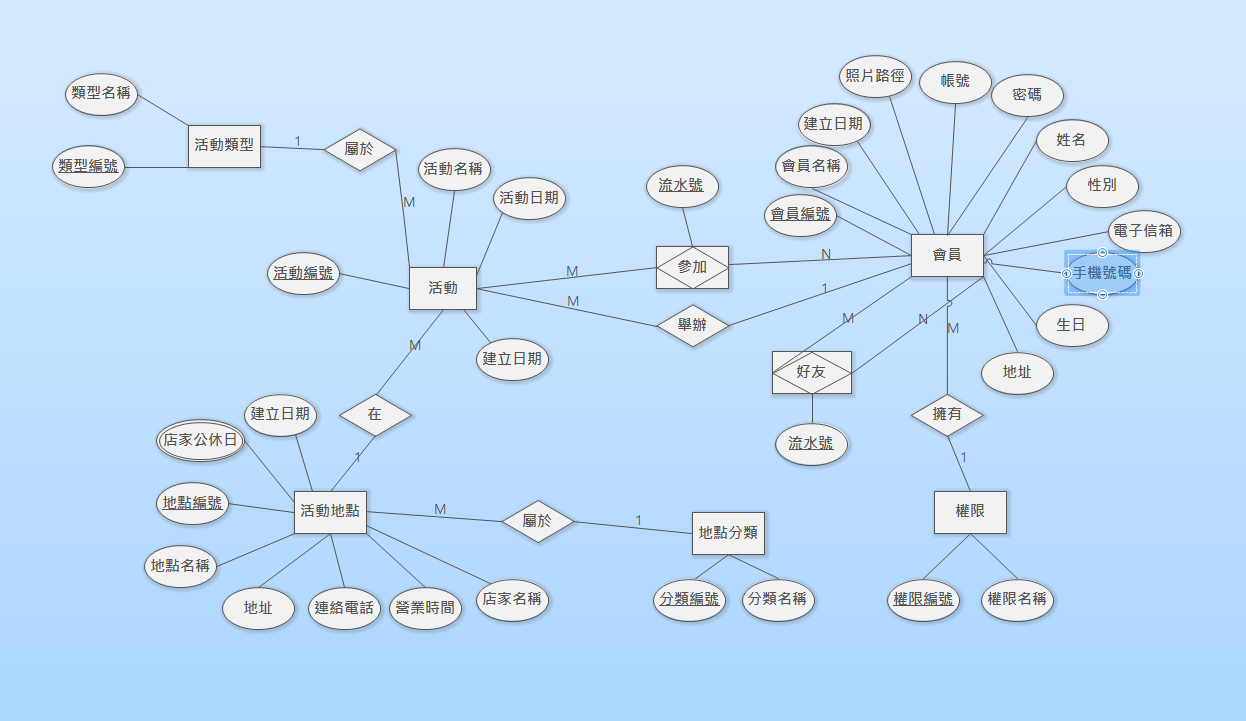 照片路徑
帳號
類型名稱
密碼
建立日期
活動類型
1
屬於
姓名
類型編號
活動名稱
會員名稱
流水號
性別
活動日期
M
會員編號
電子信箱
會員
N
參加
活動編號
M
手機號碼
活動
1
M
舉辦
M
N
M
生日
M
建立日期
好友
地址
建立日期
在
擁有
店家公休日
流水號
1
1
地點編號
活動地點
M
屬於
1
地點分類
權限
地點名稱
地址
連絡電話
營業時間
店家名稱
分類編號
分類名稱
權限編號
權限名稱